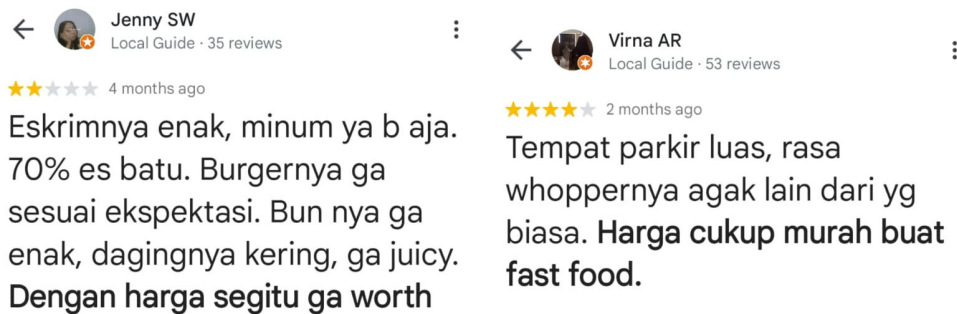 Jenny SW
Local Guide · 35 reviews
4 months ago
Eskrimnya enak, minum ya b aja.
70% es batu. Burgernya ga
sesuai ekspektasi. Bun nya ga
enak, dagingnya kering, ga juicy.
Dengan harga segitu ga worth
Virna AR
Local Guide · 53 reviews
2 months ago
Tempat parkir luas, rasa
whoppernya agak lain dari yg
biasa. Harga cukup murah buat
fast food.